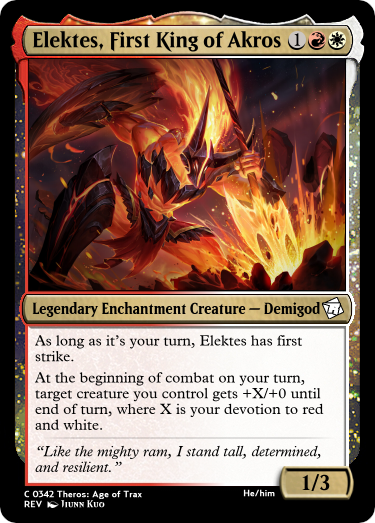 Elektes, First King of Akros 1
Legendary Enchantment Creature — Demigod
As long as it's your turn, Elektes has first
strike.
At the beginning of combat on your turn,
target creature you control gets +X/+0 until
end of turn, where X is your devotion to red
and white.
“Like the mighty ram, I stand tall, determined,
and resilient.”
1/3
C 0342 Theros: Age of Trax He/him
REV Jiunn Kuo